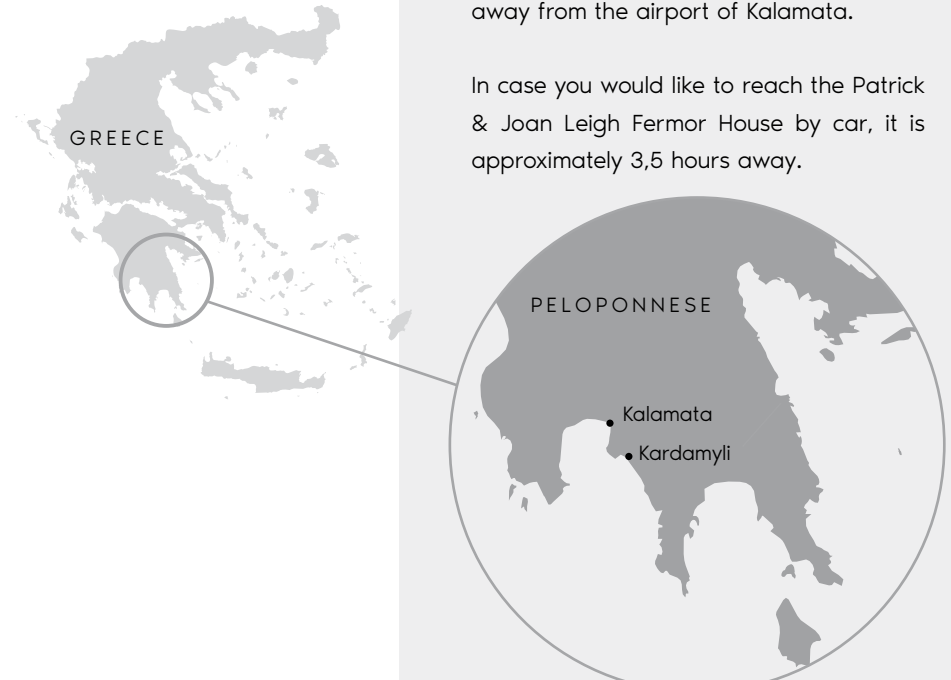 away from the airport of Kalamata.
In case you would like to reach the Patrick
& Joan Leigh Fermor House by car, it is
approximately 3,5 hours away.
GREECE
PELOPONNESE
Kalamata
Kardamyli